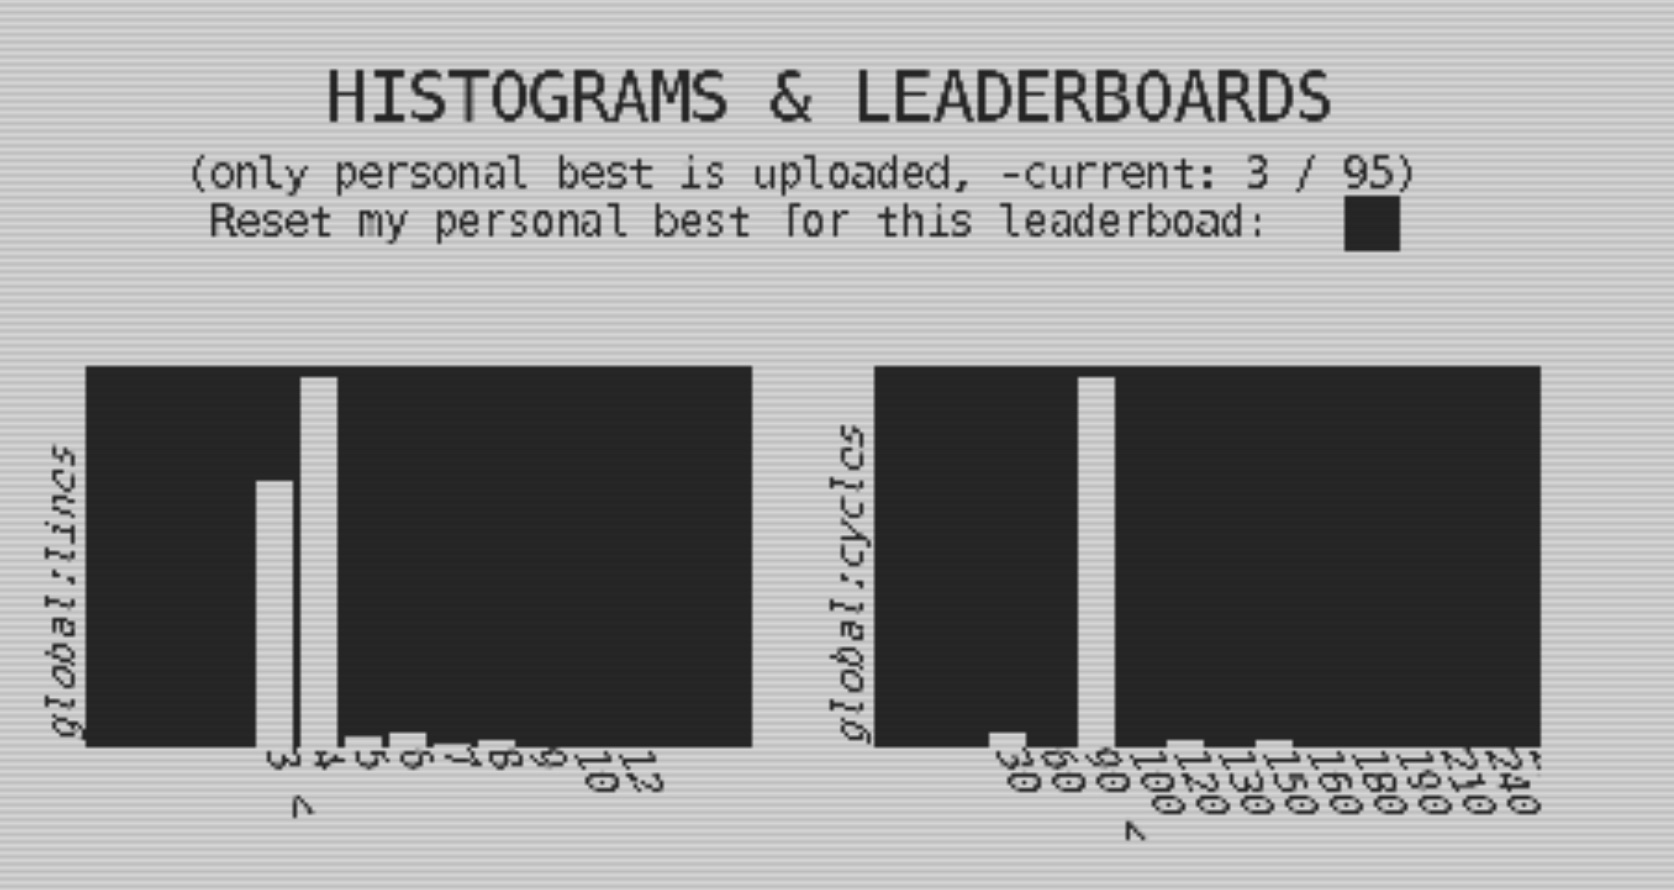 HISTOGRAMS & LEADERBOARDS
(only personal best is uploaded, -current: 3 / 95)
Reset my personal best for this leaderboad:
global:lines
3 4 5 6 7 8 9 10 12
<
global:cycles
30 60 90 100 120 130 150 160 180 190 210 240
<